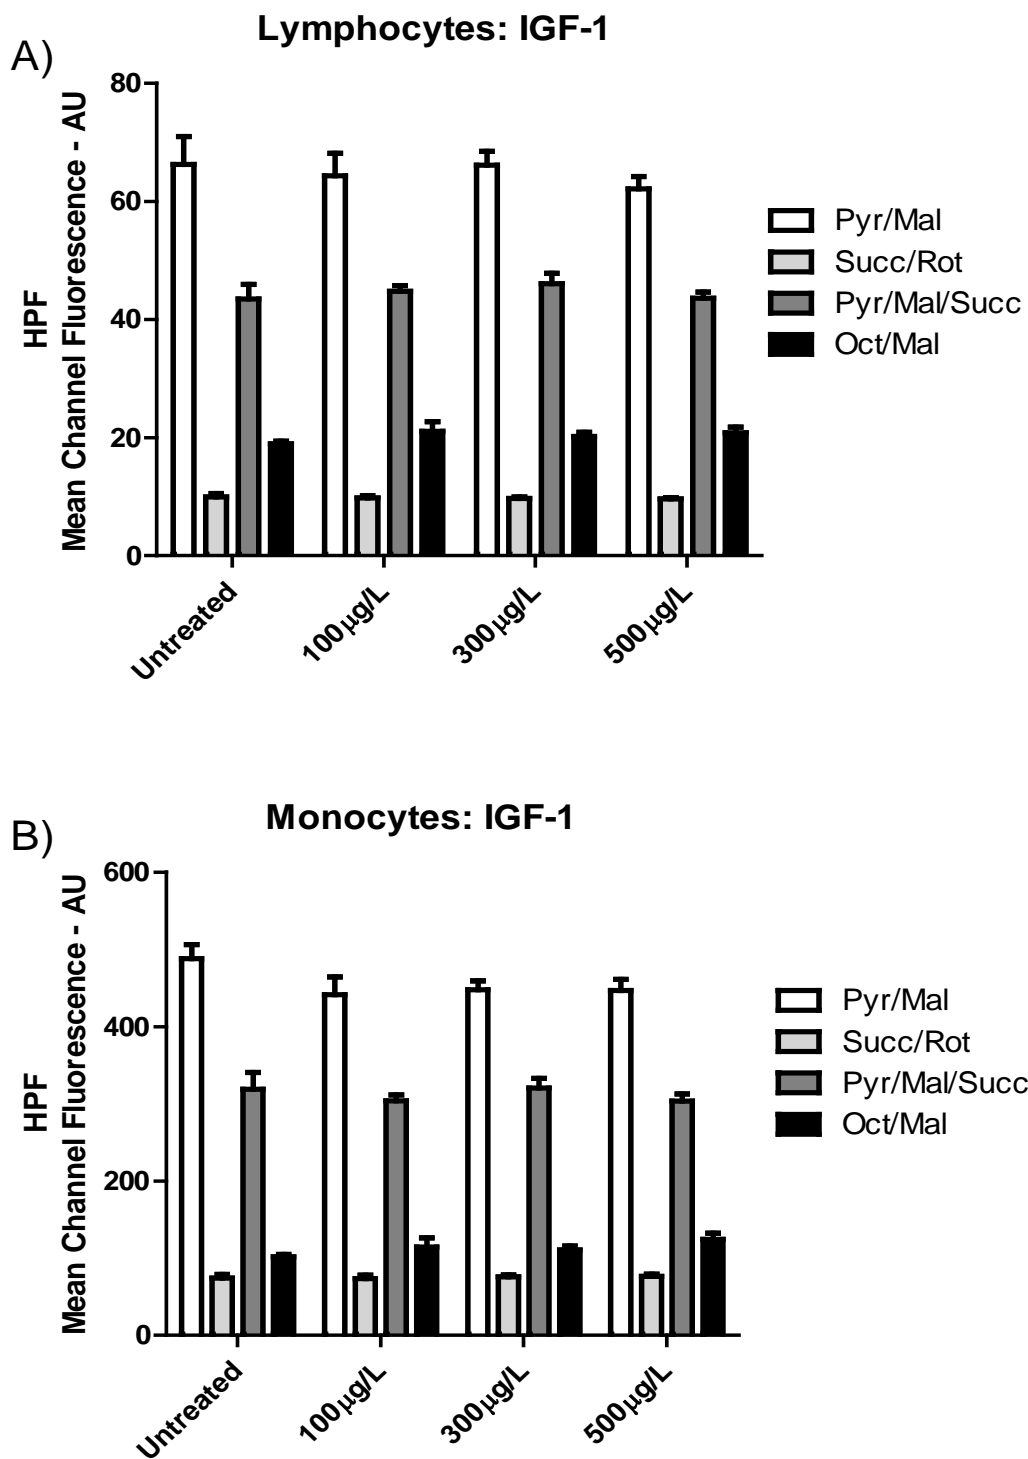 A)
Lymphocytes: IGF-1
HPF
Mean Channel Fluorescence - AU
80
60
40
20
0
Untreated
100µg/L
300µg/L
500µg/L
Pyr/Mal
Succ/Rot
Pyr/Mal/Succ
Oct/Mal
B)
Monocytes: IGF-1
HPF
Mean Channel Fluorescence - AU
600
400
200
0
Untreated
100µg/L
300µg/L
500µg/L
Pyr/Mal
Succ/Rot
Pyr/Mal/Succ
Oct/Mal